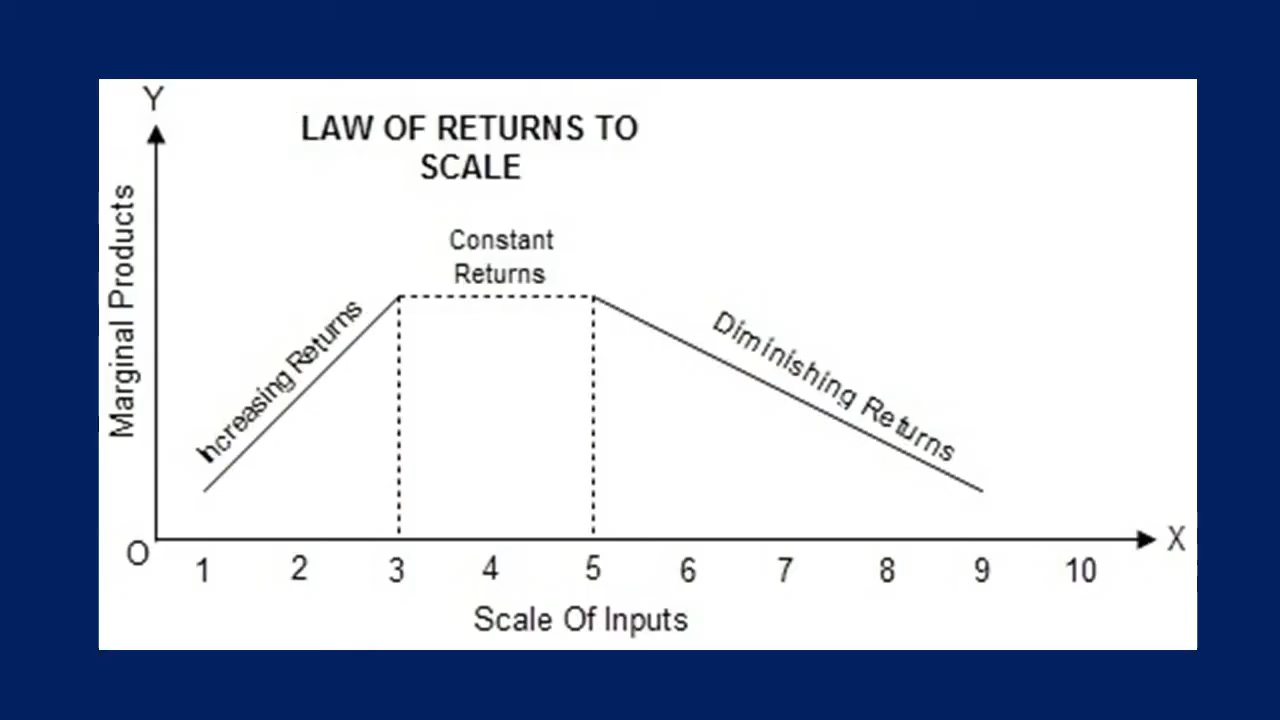 Y
LAW OF RETURNS TO
SCALE
Marginal Products
Constant
Returns
Increasing Returns
Diminishing Returns
O
X
1 2 3 4 5 6 7 8 9 10
Scale Of Inputs